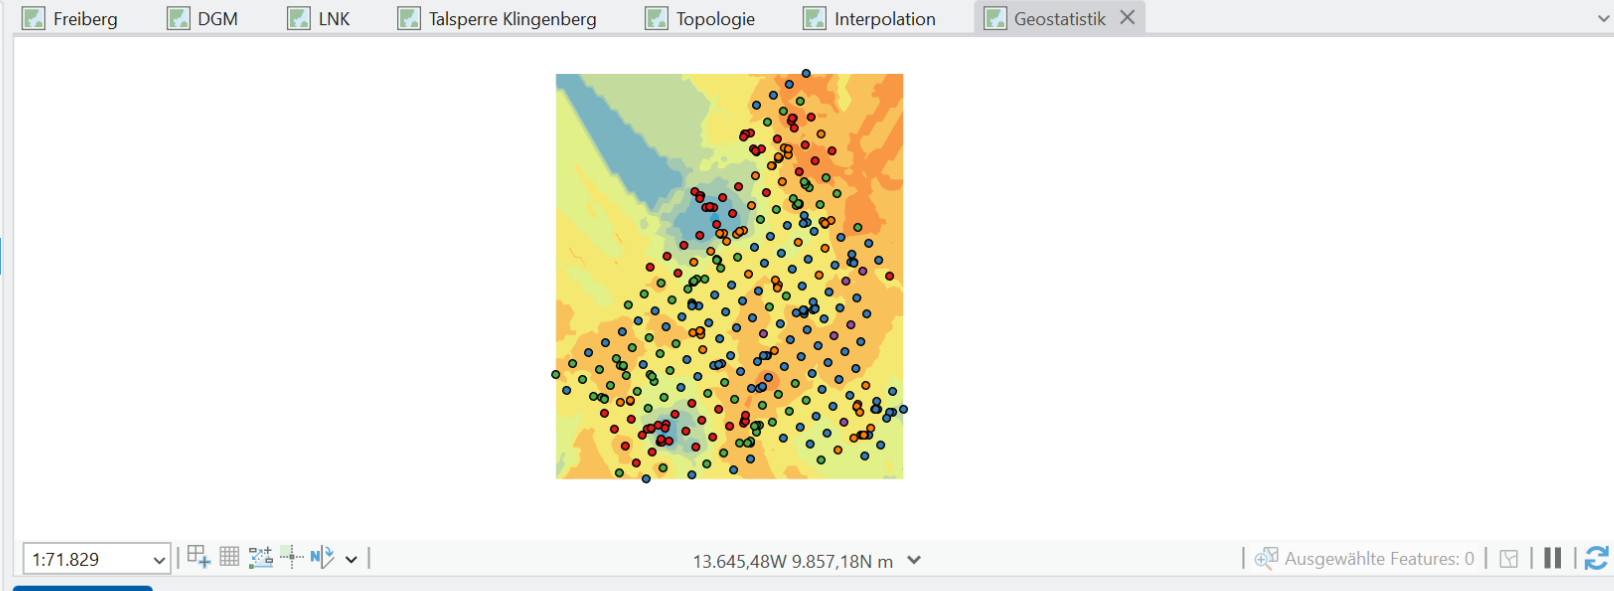 Freiberg DGM LNK Talsperre Klingenberg Topologie Interpolation Geostatistik
1:71.829 N 13.645,48W 9.857,18N m Ausgewählte Features: 0